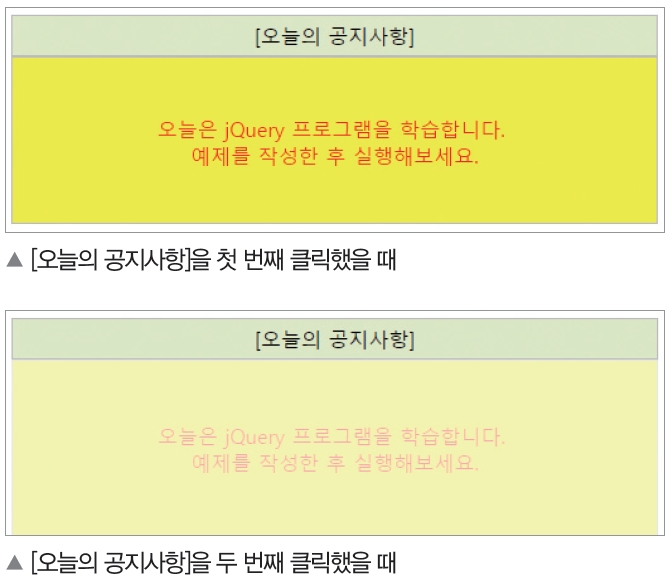 [오늘의 공지사항]
오늘은 jQuery 프로그램을 학습합니다.
예제를 작성한 후 실행해보세요.
▲ [오늘의 공지사항]을 첫 번째 클릭했을 때
[오늘의 공지사항]
오늘은 jQuery 프로그램을 학습합니다.
예제를 작성한 후 실행해보세요.
▲ [오늘의 공지사항]을 두 번째 클릭했을 때